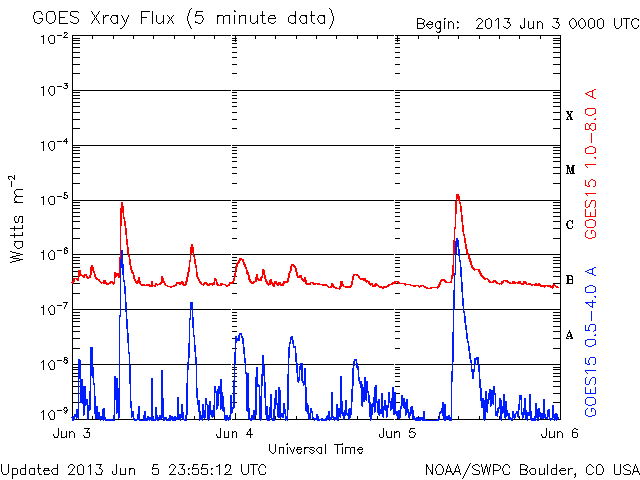 GOES Xray Flux (5 minute data)
Begin: 2013 Jun 3 0000 UTC
10-2
10-3
10-4
10-5
10-6
10-7
10-8
10-9
Watts m-2
X
M
C
B
A
GOES15 1.0-8.0 A
GOES15 0.5-4.0 A
Jun 3
Jun 4
Jun 5
Jun 6
Universal Time
Updated 2013 Jun 5 23:55:12 UTC
NOAA/SWPC Boulder, CO USA